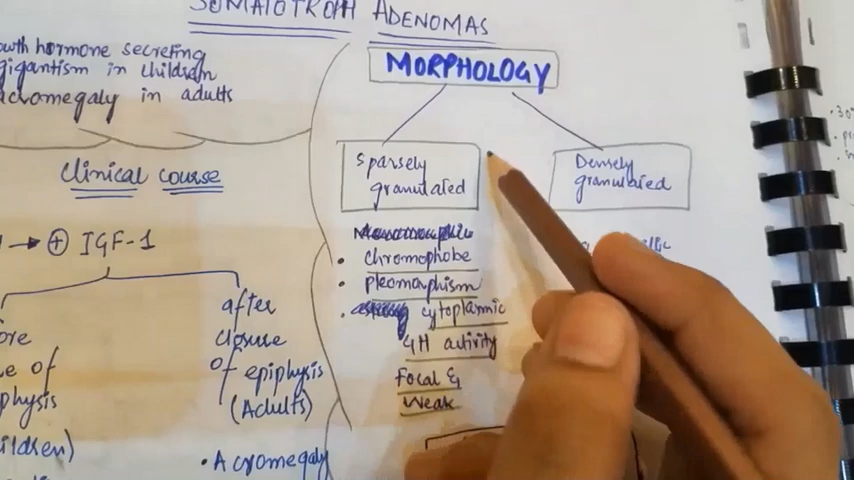 SOMATOTROPH ADENOMAS
owth hormone secreting
gigantism in children
acromegaly in adults
MORPHOLOGY
Clinical course
Sparsely
granulated
Densely
granulated
→ ⊕ IGF-1
• chromophobe
• pleomorphism
• cytoplasmic
GH activity
Focal &
Weak
after
closure
of epiphysis
(Adults)
ore
e of
physis
ildren)
• Acromegaly